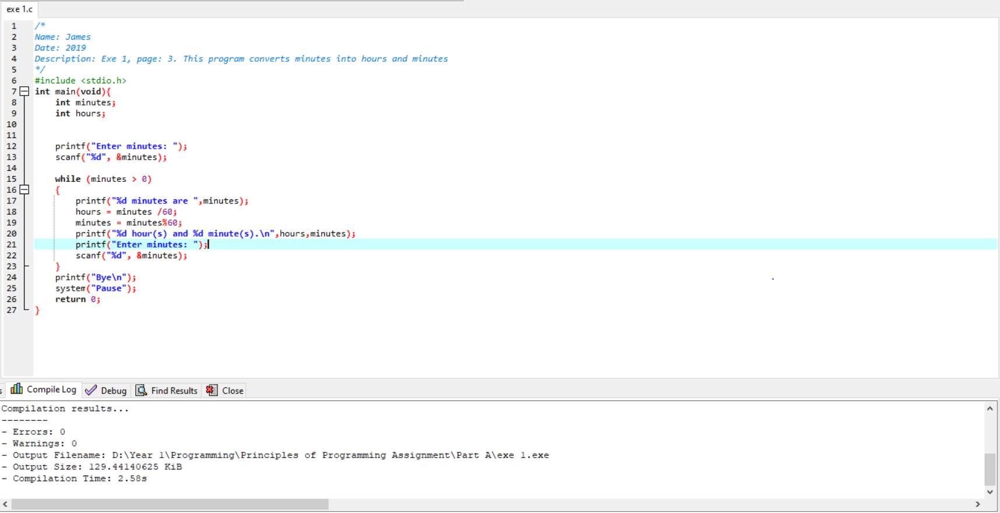 exe 1.c
1 /*
2 Name: James
3 Date: 2019
4 Description: Exe 1, page: 3. This program converts minutes into hours and minutes
5 */
6 #include <stdio.h>
7 int main(void){
8 int minutes;
9 int hours;
10
11
12 printf("Enter minutes: ");
13 scanf("%d", &minutes);
14
15 while (minutes > 0)
16 {
17 printf("%d minutes are ",minutes);
18 hours = minutes /60;
19 minutes = minutes%60;
20 printf("%d hour(s) and %d minute(s).\n",hours,minutes);
21 printf("Enter minutes: ");
22 scanf("%d", &minutes);
23 }
24 printf("Bye\n");
25 system("Pause");
26 return 0;
27 }
s Compile Log Debug Find Results Close
Compilation results...
--------
- Errors: 0
- Warnings: 0
- Output Filename: D:\Year 1\Programming\Principles of Programming Assignment\Part A\exe 1.exe
- Output Size: 129.44140625 KiB
- Compilation Time: 2.58s